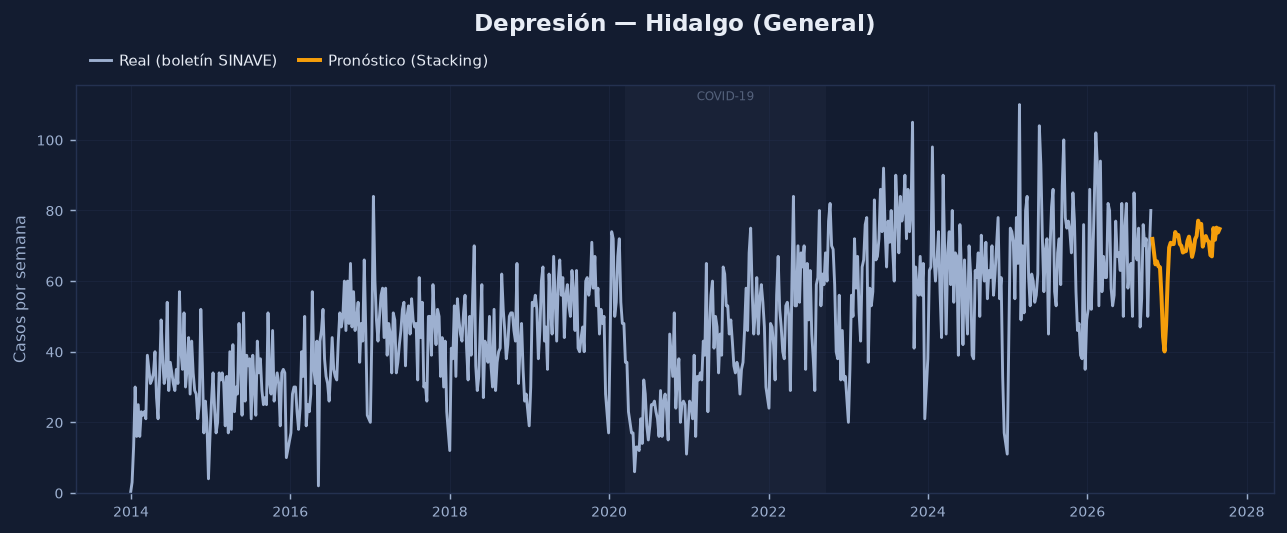 Depresión — Hidalgo (General)
Real (boletín SINAVE)
Pronóstico (Stacking)
COVID-19
Casos por semana
100
80
60
40
20
0
2014
2016
2018
2020
2022
2024
2026
2028